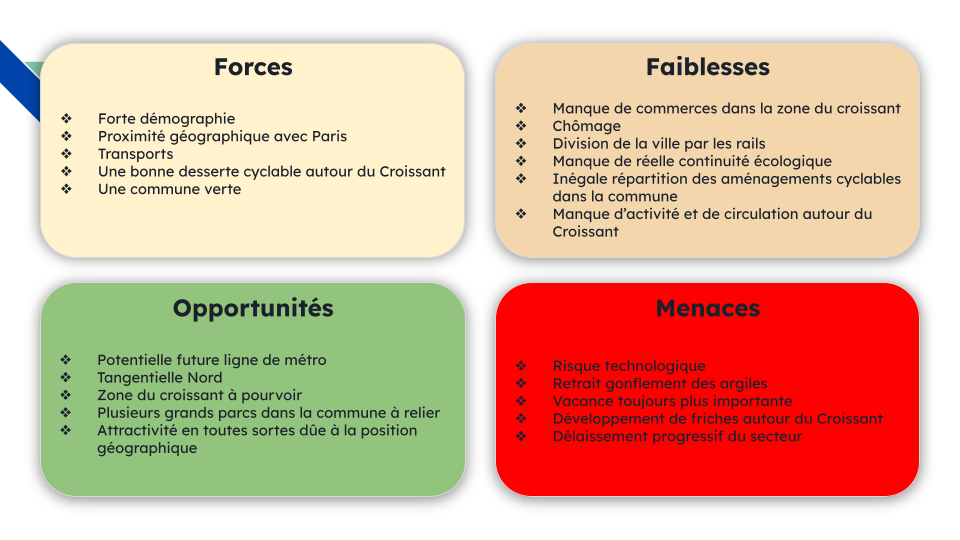 Forces
❖ Forte démographie
❖ Proximité géographique avec Paris
❖ Transports
❖ Une bonne desserte cyclable autour du Croissant
❖ Une commune verte
Faiblesses
❖ Manque de commerces dans la zone du croissant
❖ Chômage
❖ Division de la ville par les rails
❖ Manque de réelle continuité écologique
❖ Inégale répartition des aménagements cyclables
dans la commune
❖ Manque d’activité et de circulation autour du
Croissant
Opportunités
❖ Potentielle future ligne de métro
❖ Tangentielle Nord
❖ Zone du croissant à pourvoir
❖ Plusieurs grands parcs dans la commune à relier
❖ Attractivité en toutes sortes dûe à la position
géographique
Menaces
❖ Risque technologique
❖ Retrait gonflement des argiles
❖ Vacance toujours plus importante
❖ Développement de friches autour du Croissant
❖ Délaissement progressif du secteur